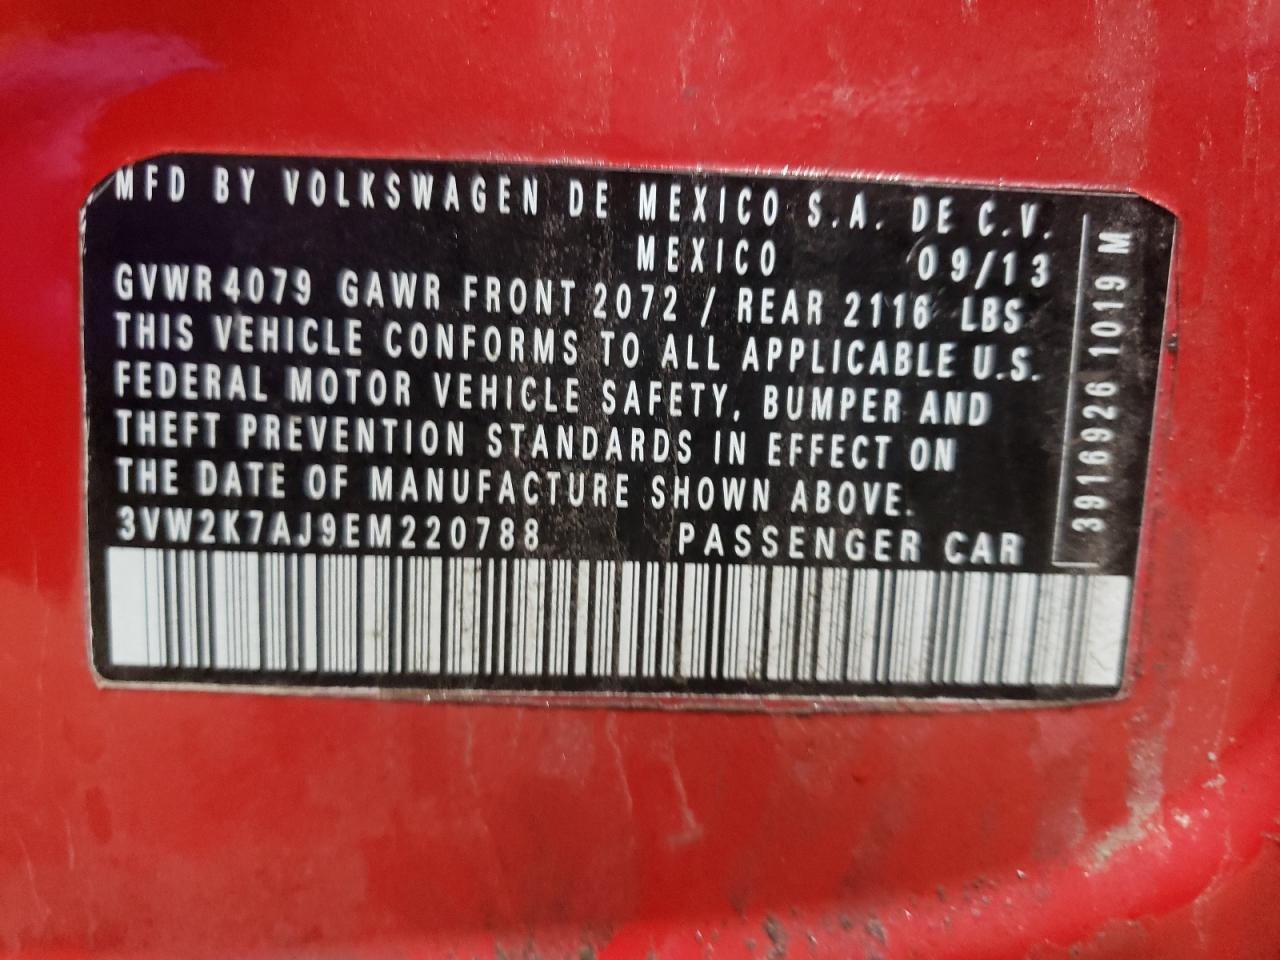 MFD BY VOLKSWAGEN DE MEXICO S.A. DE C.V.
MEXICO 09/13
GVWR 4079 GAWR FRONT 2072 / REAR 2116 LBS
THIS VEHICLE CONFORMS TO ALL APPLICABLE U.S.
FEDERAL MOTOR VEHICLE SAFETY, BUMPER AND
THEFT PREVENTION STANDARDS IN EFFECT ON
THE DATE OF MANUFACTURE SHOWN ABOVE.
3VW2K7AJ9EM220788 PASSENGER CAR
3916926 1019 M